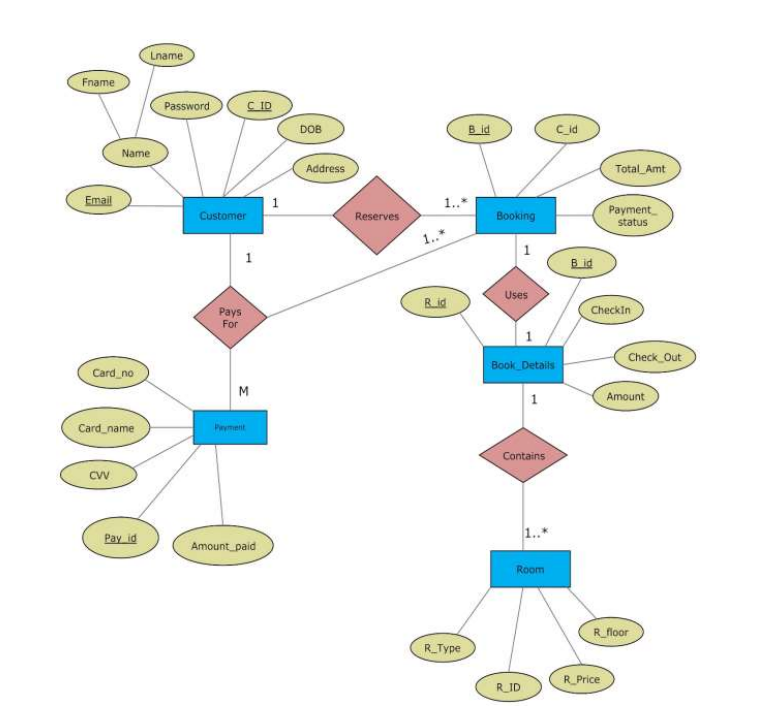 Lname
Fname
Password
C_ID
DOB
Name
Address
Email
Customer
1
Reserves
1..*
Booking
B_id
C_id
Total_Amt
Payment_
status
1..*
1
1
Pays
For
Uses
B_id
R_id
CheckIn
1
Book_Details
Check_Out
Amount
1
Card_no
M
Card_name
Payment
CVV
Pay_id
Amount_paid
Contains
1..*
Room
R_Type
R_ID
R_Price
R_floor